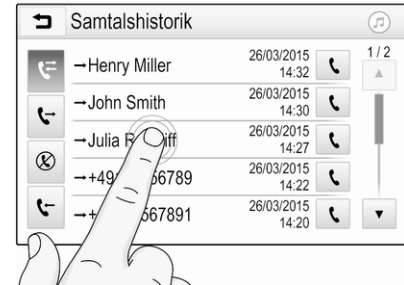 Samtalshistorik
1 / 2
→Henry Miller 26/03/2015 14:32
→John Smith 26/03/2015 14:30
→Julia 26/03/2015 14:27
26/03/2015 14:22
26/03/2015 14:20